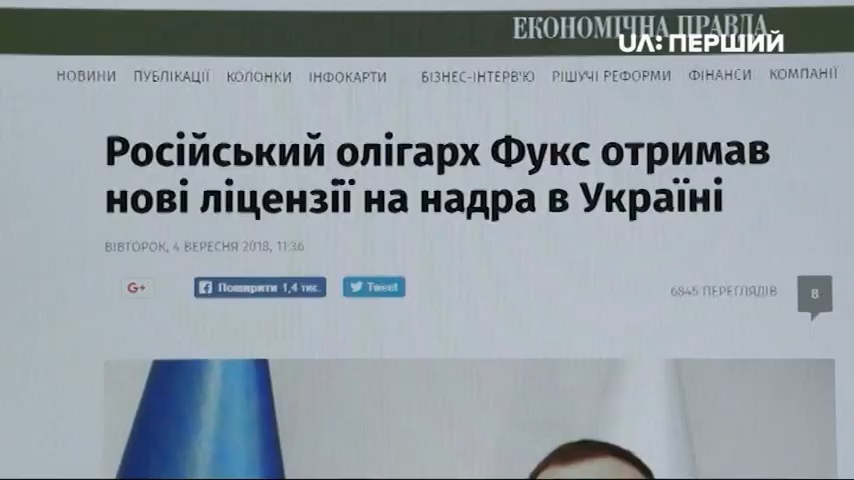 ЕКОНОМІЧНА ПРАВДА
UA: ПЕРШИЙ
НОВИНИ ПУБЛІКАЦІЇ КОЛОНКИ ІНФОКАРТИ БІЗНЕС-ІНТЕРВ'Ю РІШУЧІ РЕФОРМИ ФІНАНСИ КОМПАНІЇ
Російський олігарх Фукс отримав
нові ліцензії на надра в Україні
ВІВТОРОК, 4 ВЕРЕСНЯ 2018, 11:36
G+ f Поширити 1,4 тис. Tweet 6845 ПЕРЕГЛЯДІВ 8